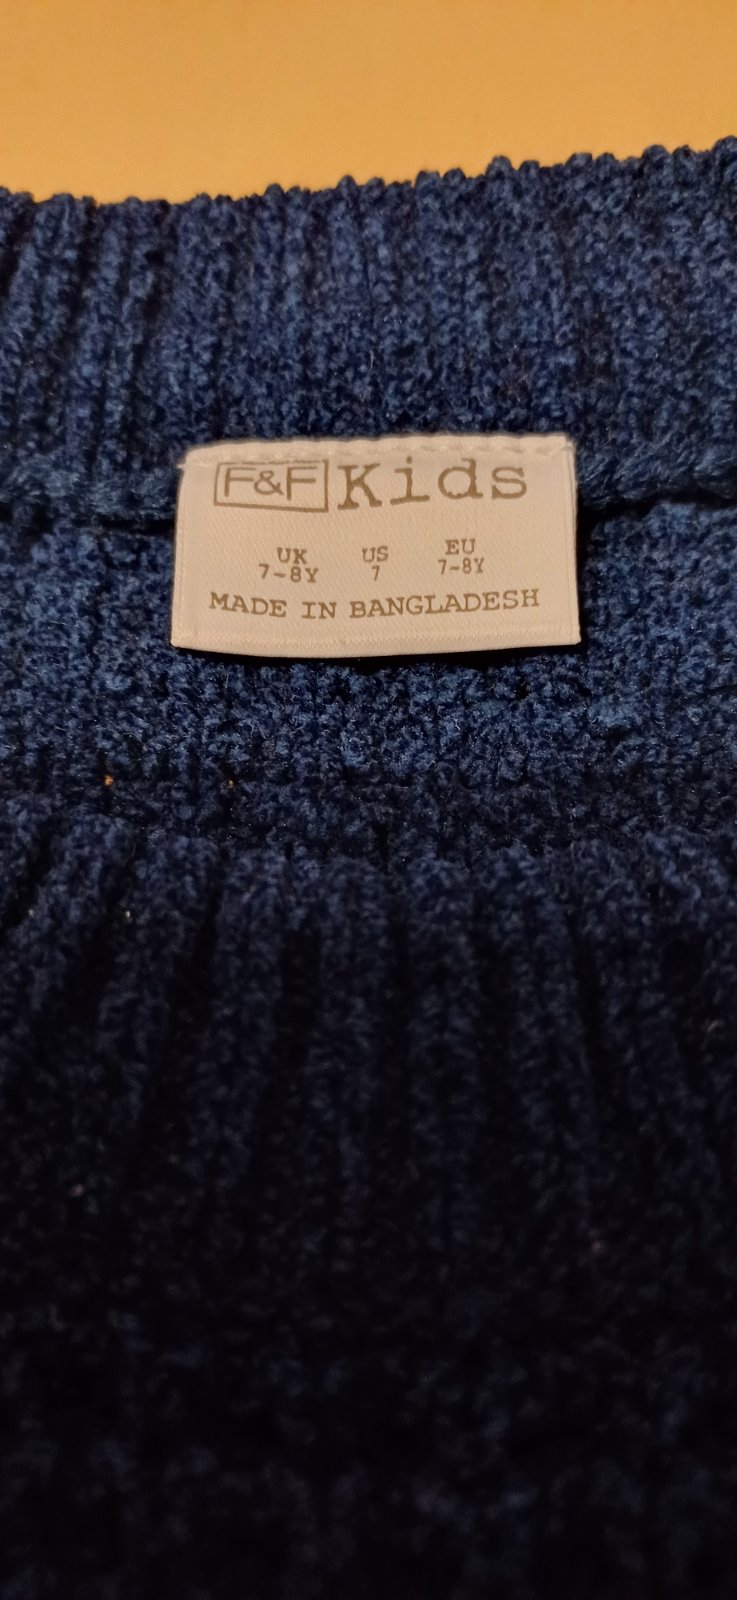 F&F Kids
UK US EU
7-8Y 7 7-8Y
MADE IN BANGLADESH